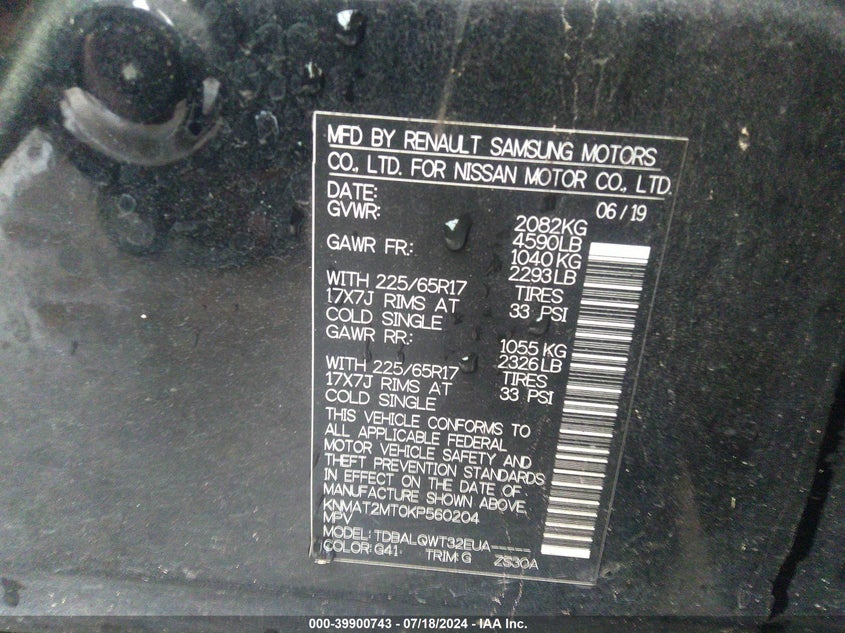 MFD BY RENAULT SAMSUNG MOTORS
CO., LTD. FOR NISSAN MOTOR CO., LTD.
DATE: 06/19
GVWR: 2082KG
4590LB
GAWR FR.: 1040KG
2293LB
WITH 225/65R17 TIRES
17X7J RIMS AT 33 PSI
COLD SINGLE
GAWR RR.: 1055KG
2326LB
WITH 225/65R17 TIRES
17X7J RIMS AT 33 PSI
COLD SINGLE
THIS VEHICLE CONFORMS TO
ALL APPLICABLE FEDERAL
MOTOR VEHICLE SAFETY AND
THEFT PREVENTION STANDARDS
IN EFFECT ON THE DATE OF
MANUFACTURE SHOWN ABOVE.
KNMAT2MT0KP560204
MPV
MODEL: TDBALQWT32EUA-----
COLOR: G41 TRIM: G ZS30A
000-39900743 - 07/18/2024 - IAA Inc.